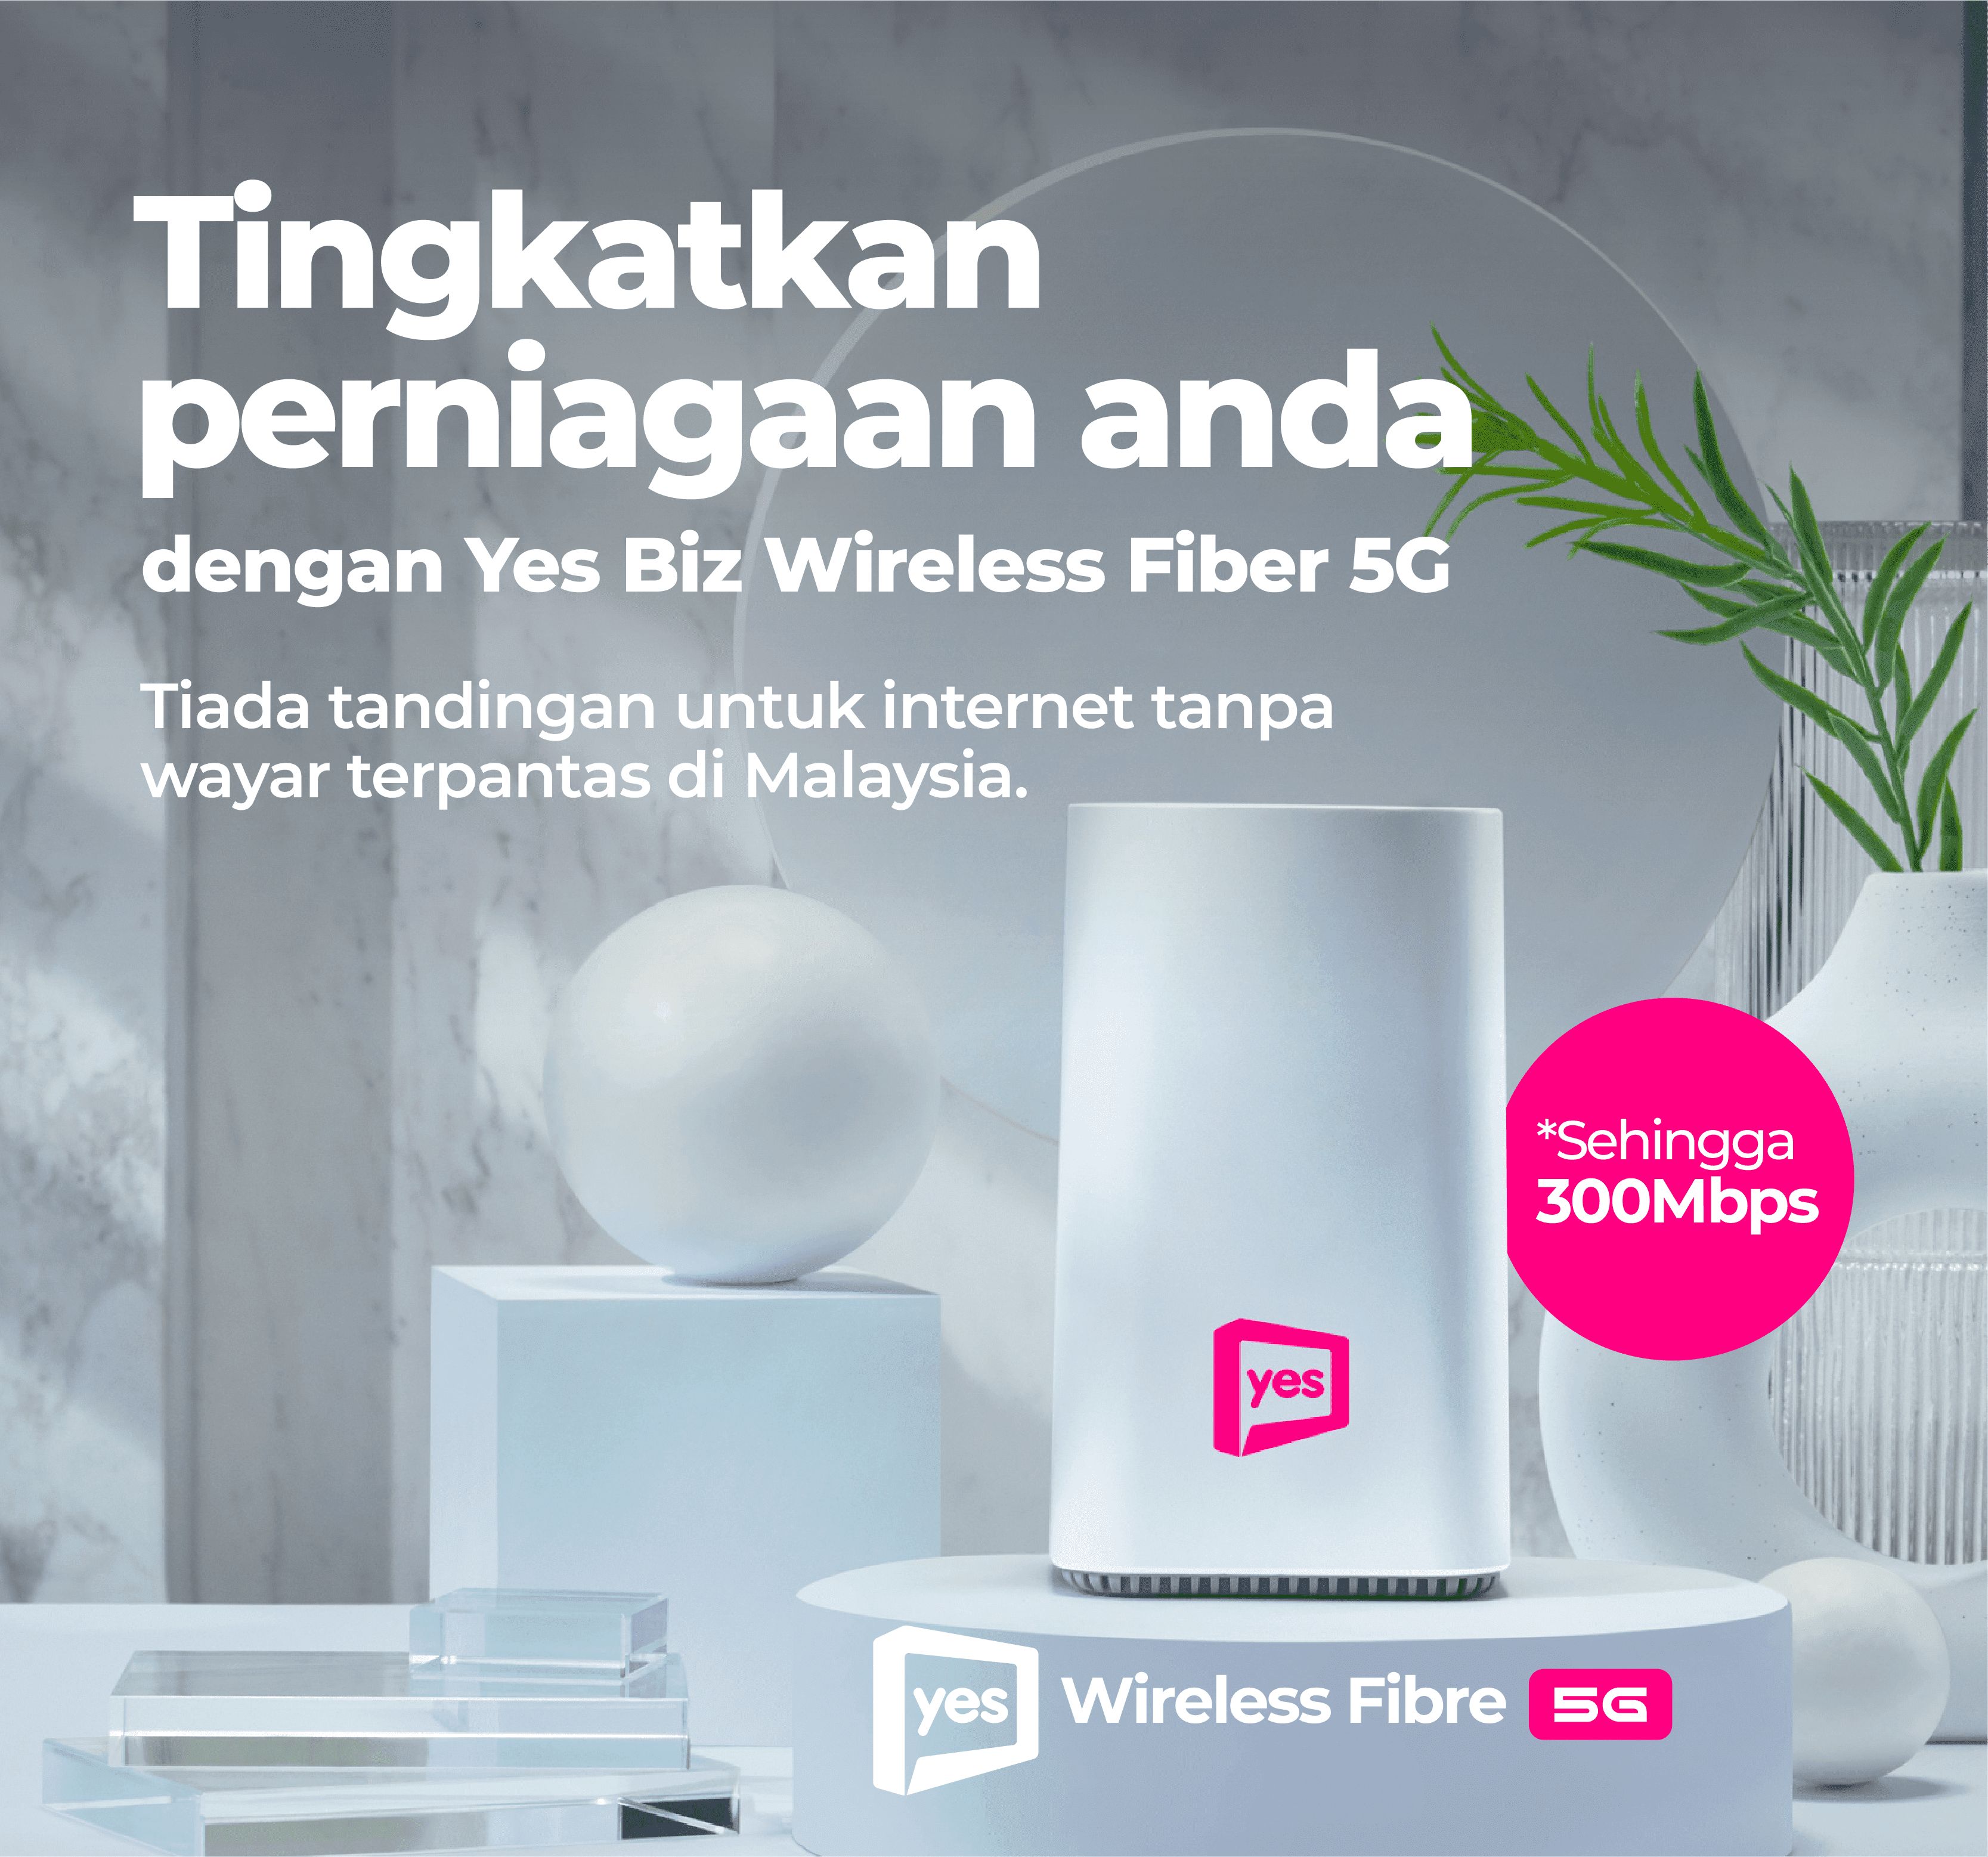 Tingkatkan
perniagaan anda
dengan Yes Biz Wireless Fiber 5G
Tiada tandingan untuk internet tanpa
wayar terpantas di Malaysia.
*Sehingga
300Mbps
yes
yes Wireless Fibre 5G